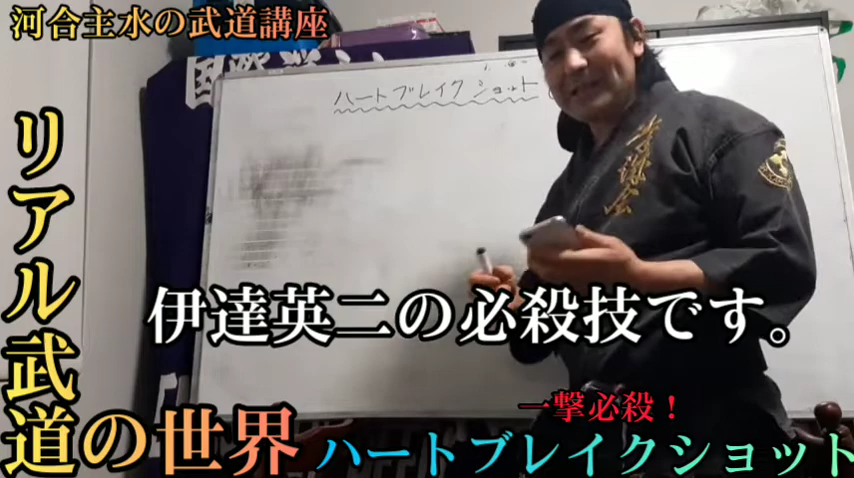 河合主水の武道講座
ハートブレイクショット
リアル武道の世界
伊達英二の必殺技です。
一撃必殺！
ハートブレイクショット